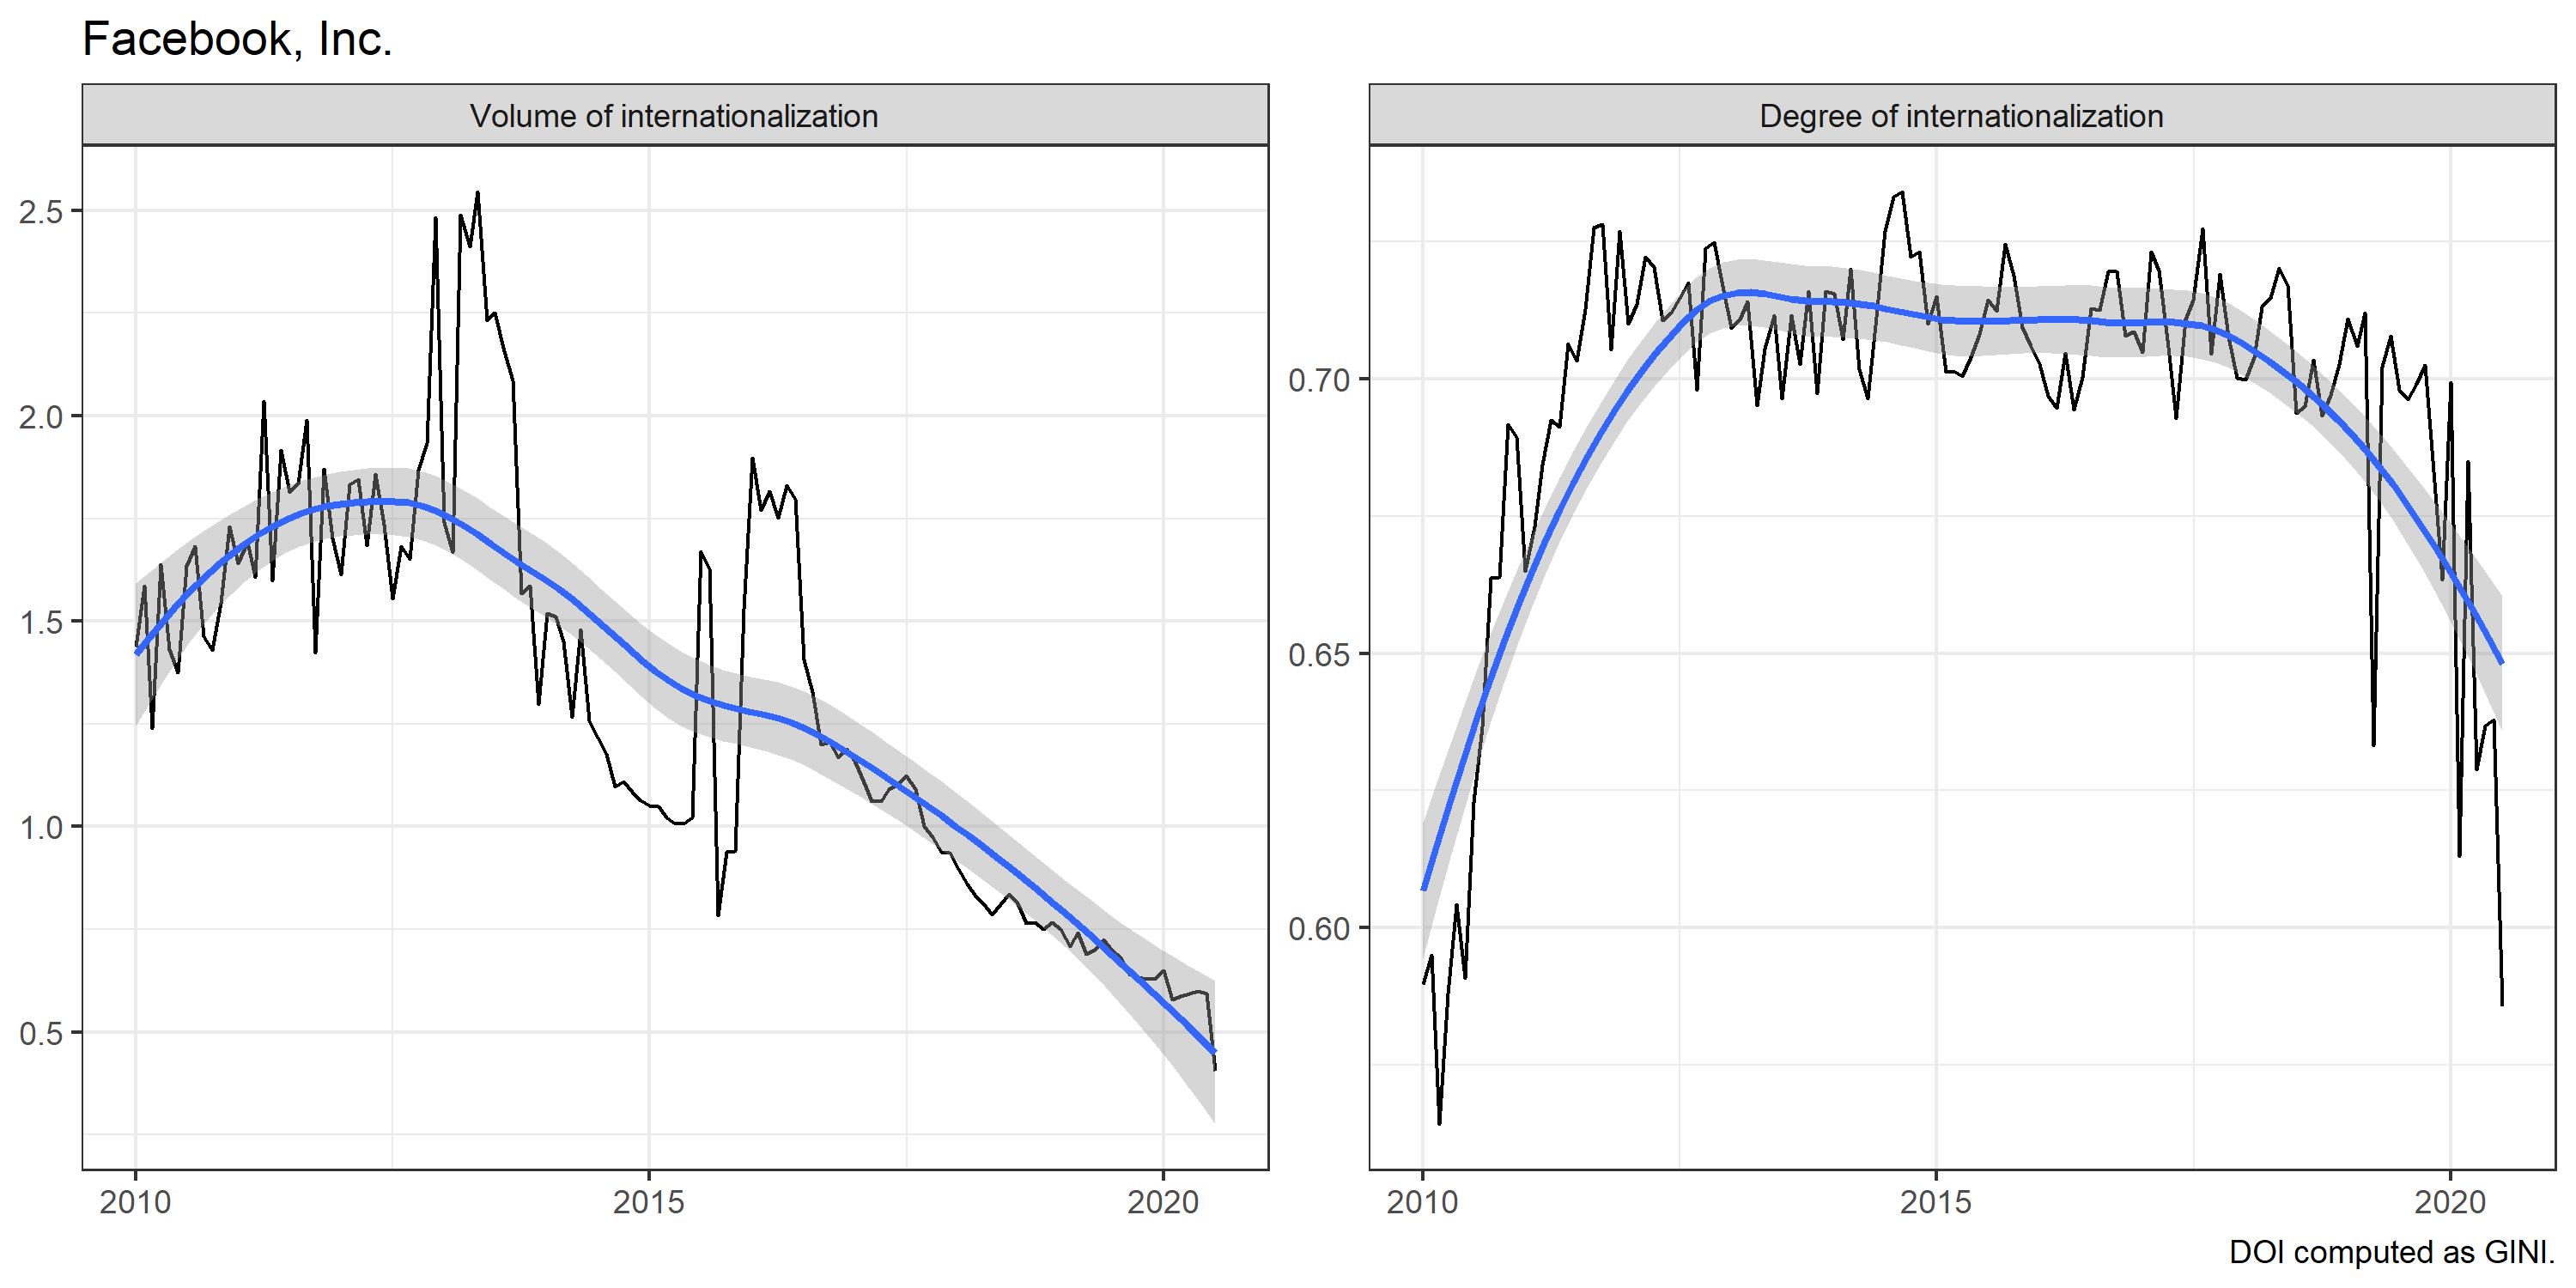 Facebook, Inc.
Volume of internationalization
2.5
2.0
1.5
1.0
0.5
2010 2015 2020
Degree of internationalization
0.70
0.65
0.60
2010 2015 2020
DOI computed as GINI.